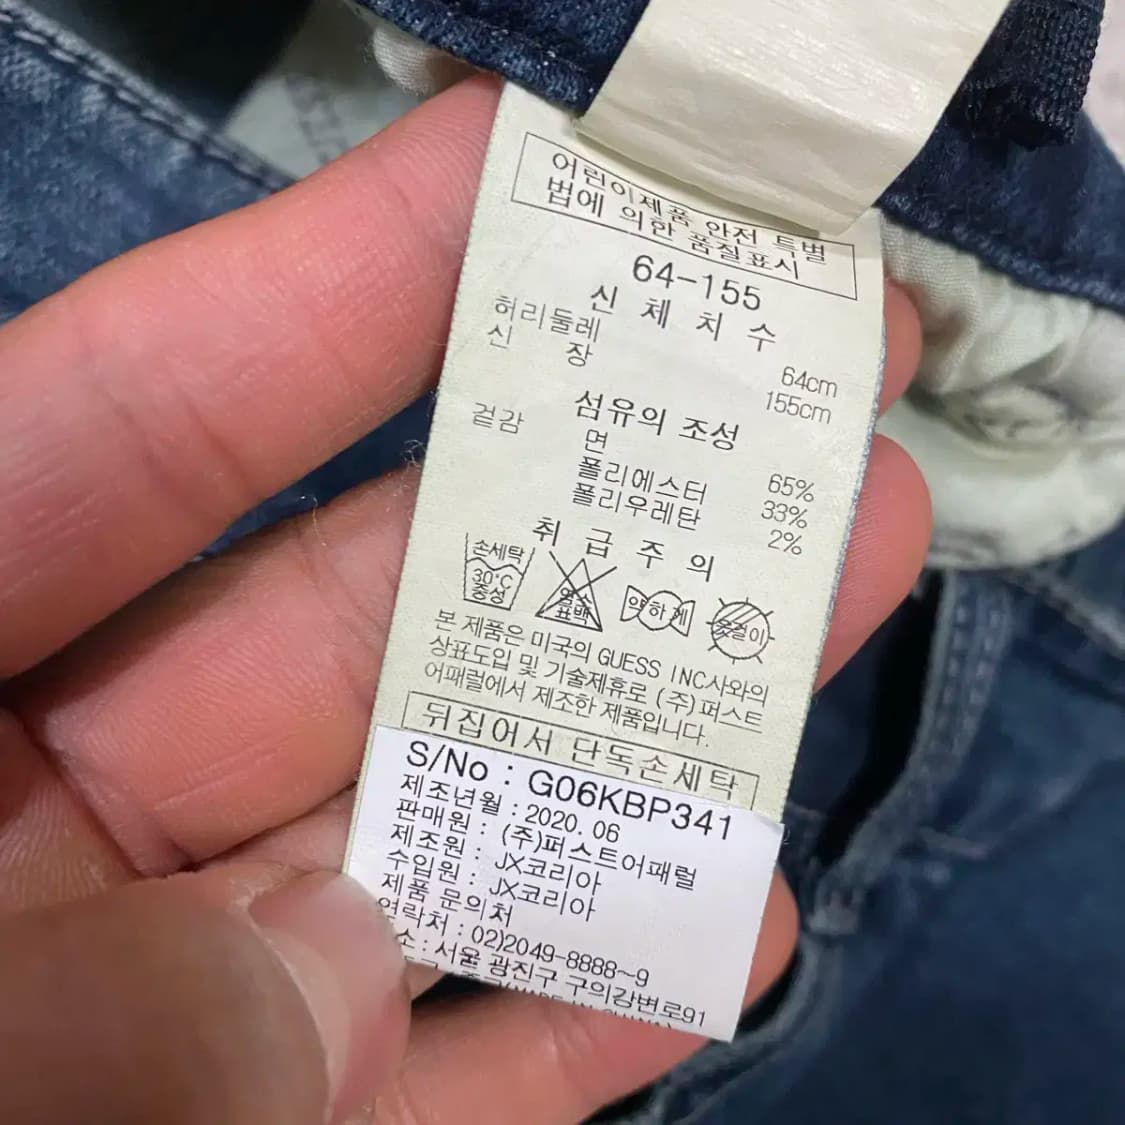 어린이제품 안전 특별
법에 의한 품질표시
64-155
신 체 치 수
허리둘레 64cm
신 장 155cm
섬유의 조성
겉감 면 65%
폴리에스터 33%
폴리우레탄 2%
취 급 주 의
손세탁
30°C
중성
염소
표백
약하게
옷걸이
본 제품은 미국의 GUESS INC사와의
상표도입 및 기술제휴로 (주)퍼스트
어패럴에서 제조한 제품입니다.
뒤집어서 단독손세탁
S/No : G06KBP341
제조년월 : 2020. 06
판매원 : (주)퍼스트어패럴
제조원 : JX코리아
수입원 : JX코리아
제품 문의처
연락처 : 02)2049-8888~9
소 : 서울 광진구 구의강변로91